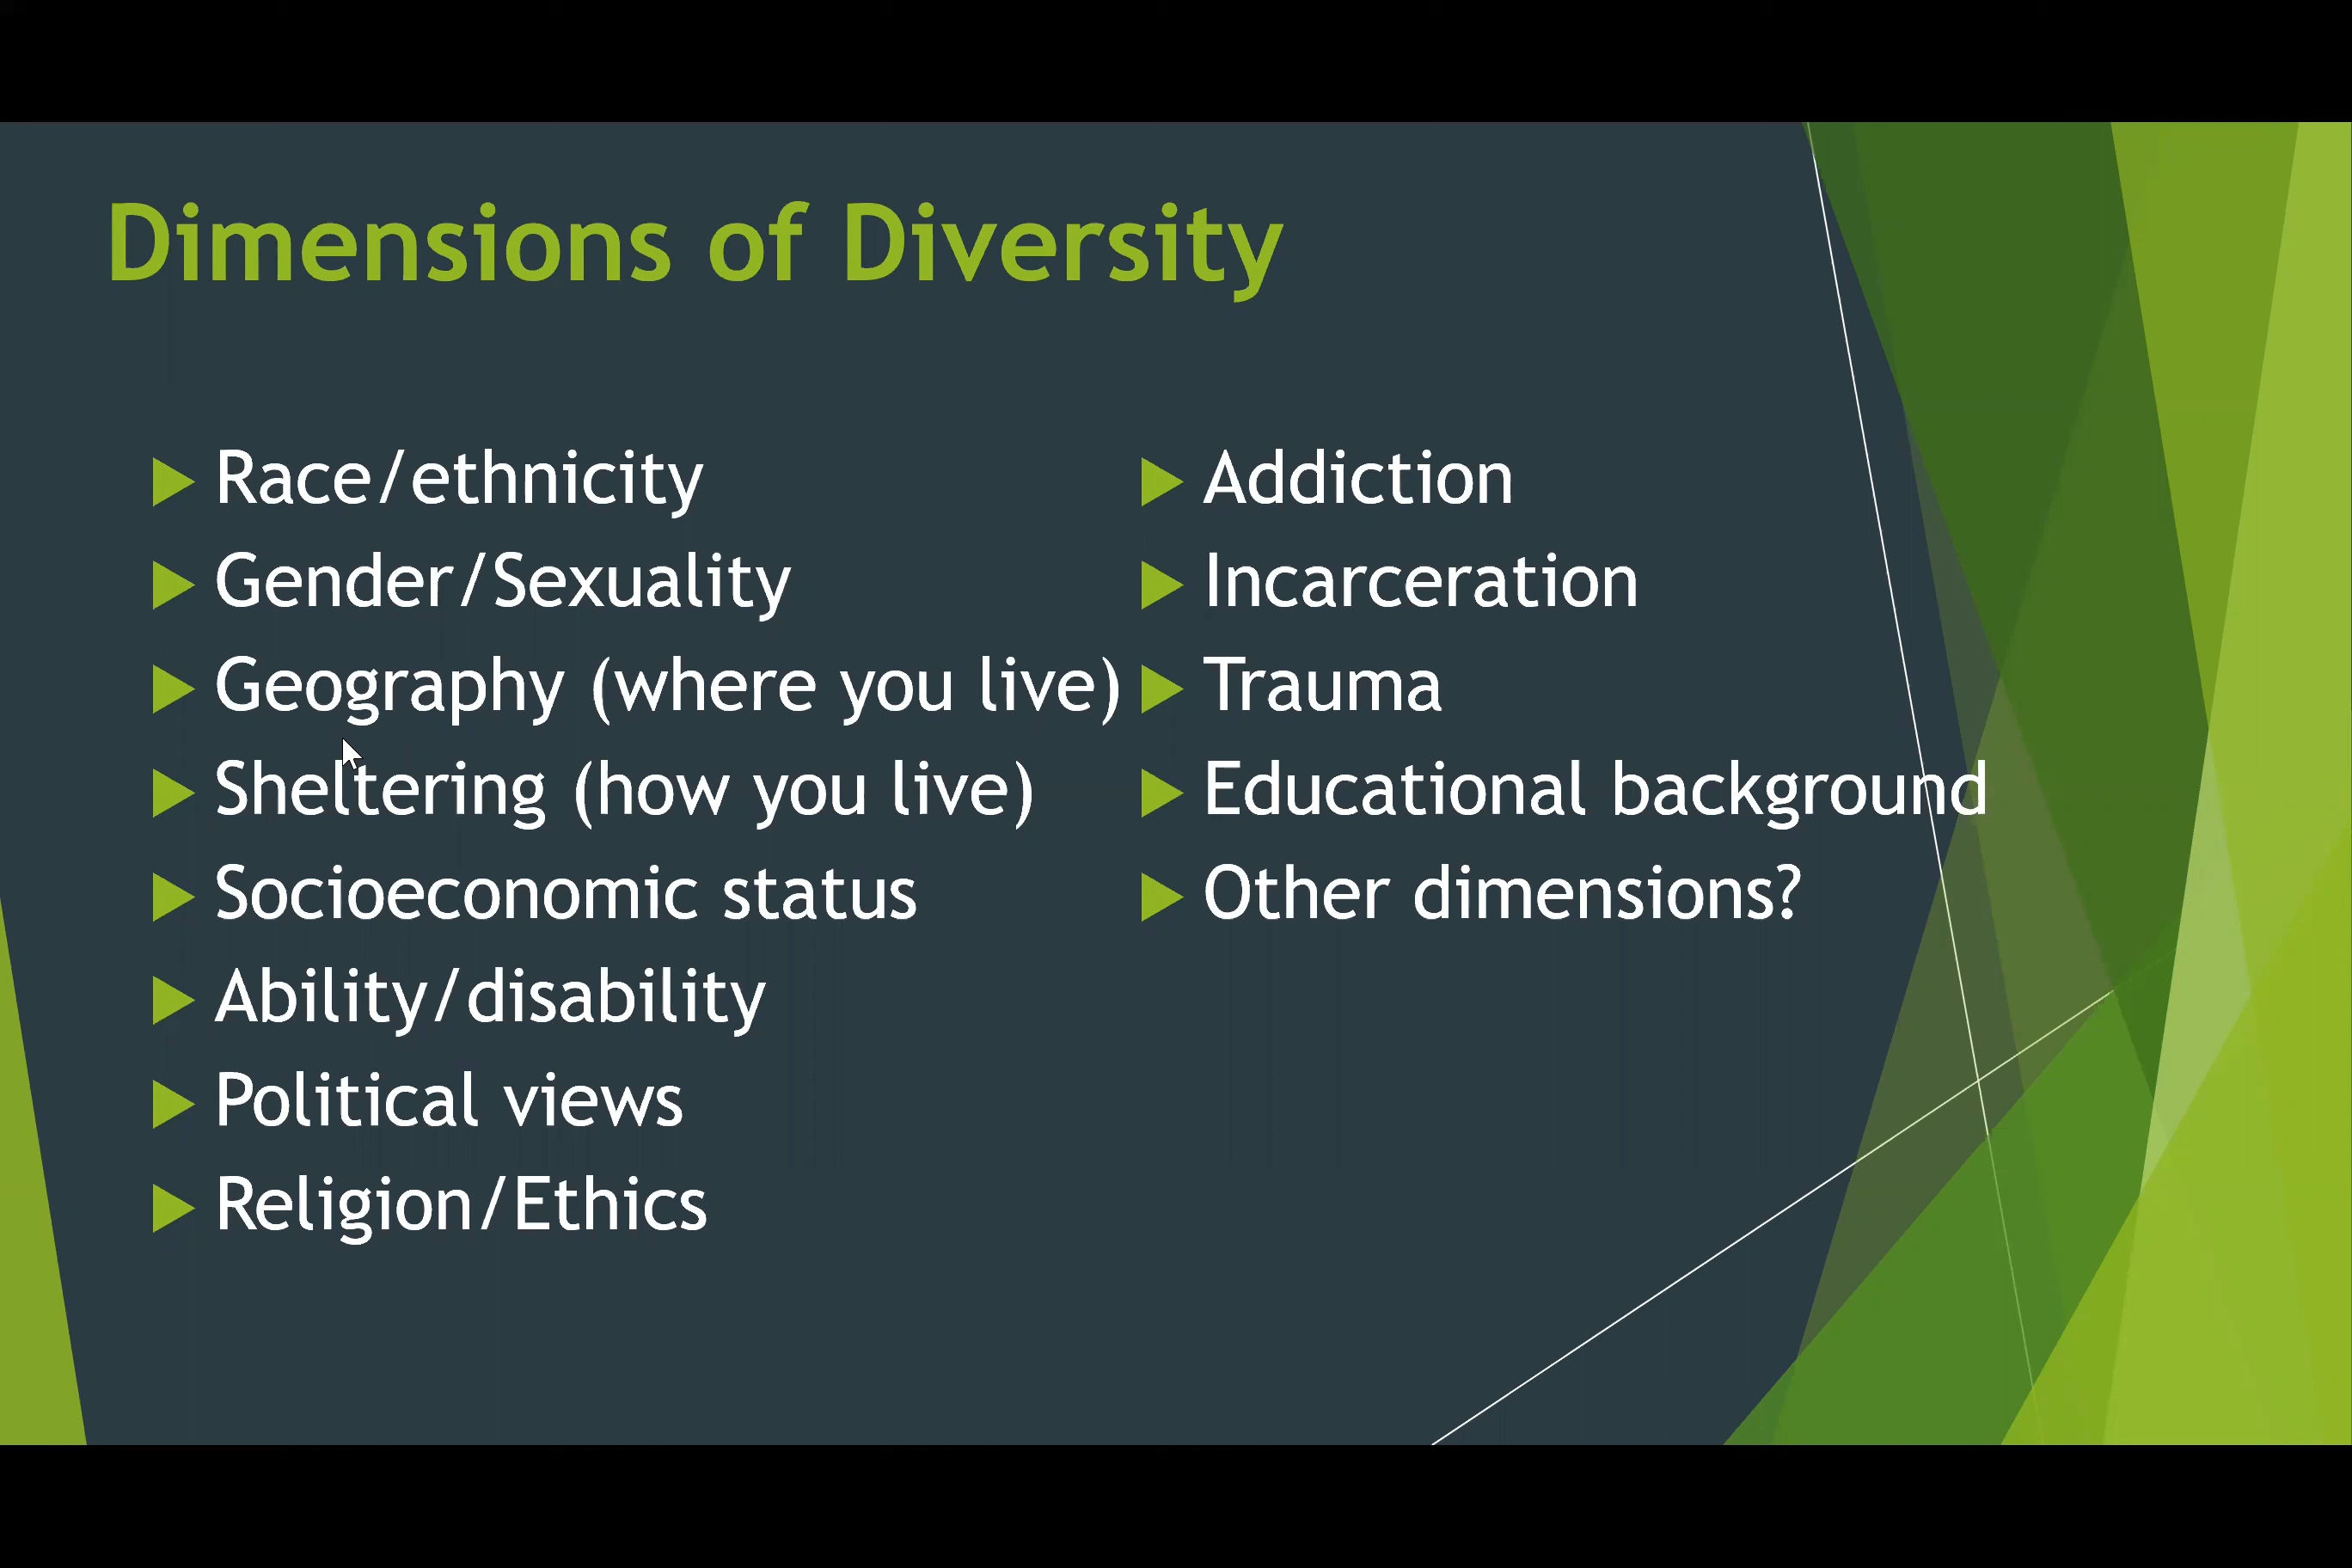 Dimensions of Diversity
Race/ethnicity
Gender/Sexuality
Geography (where you live)
Sheltering (how you live)
Socioeconomic status
Ability/disability
Political views
Religion/Ethics
Addiction
Incarceration
Trauma
Educational background
Other dimensions?